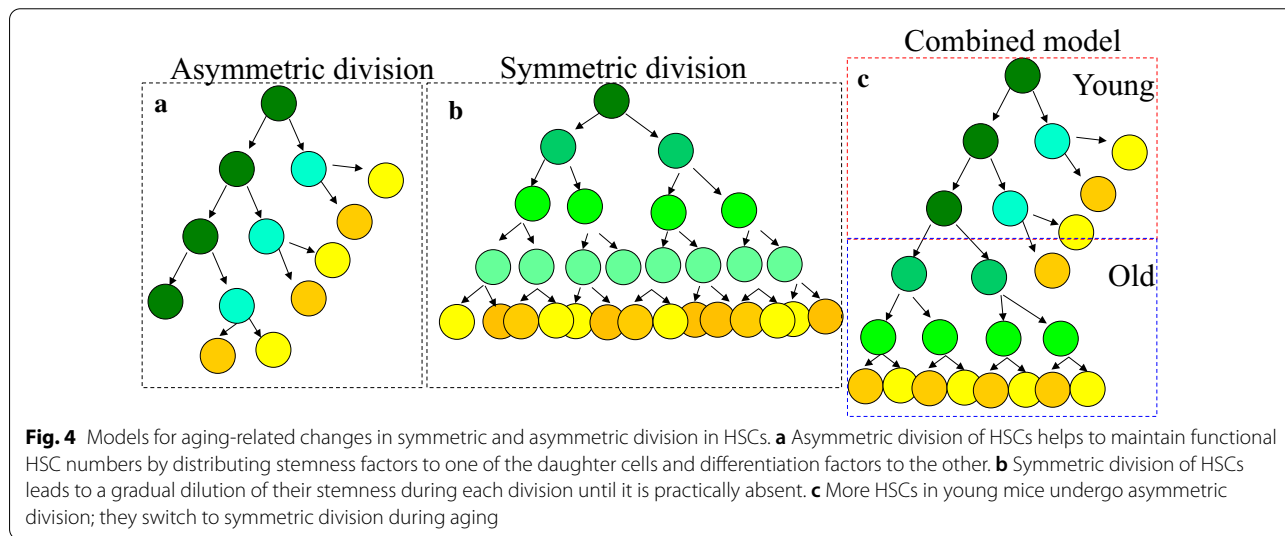 Combined model
Asymmetric division
Symmetric division
a
b
c
Young
Old
Fig. 4 Models for aging-related changes in symmetric and asymmetric division in HSCs. a Asymmetric division of HSCs helps to maintain functional
HSC numbers by distributing stemness factors to one of the daughter cells and differentiation factors to the other. b Symmetric division of HSCs
leads to a gradual dilution of their stemness during each division until it is practically absent. c More HSCs in young mice undergo asymmetric
division; they switch to symmetric division during aging